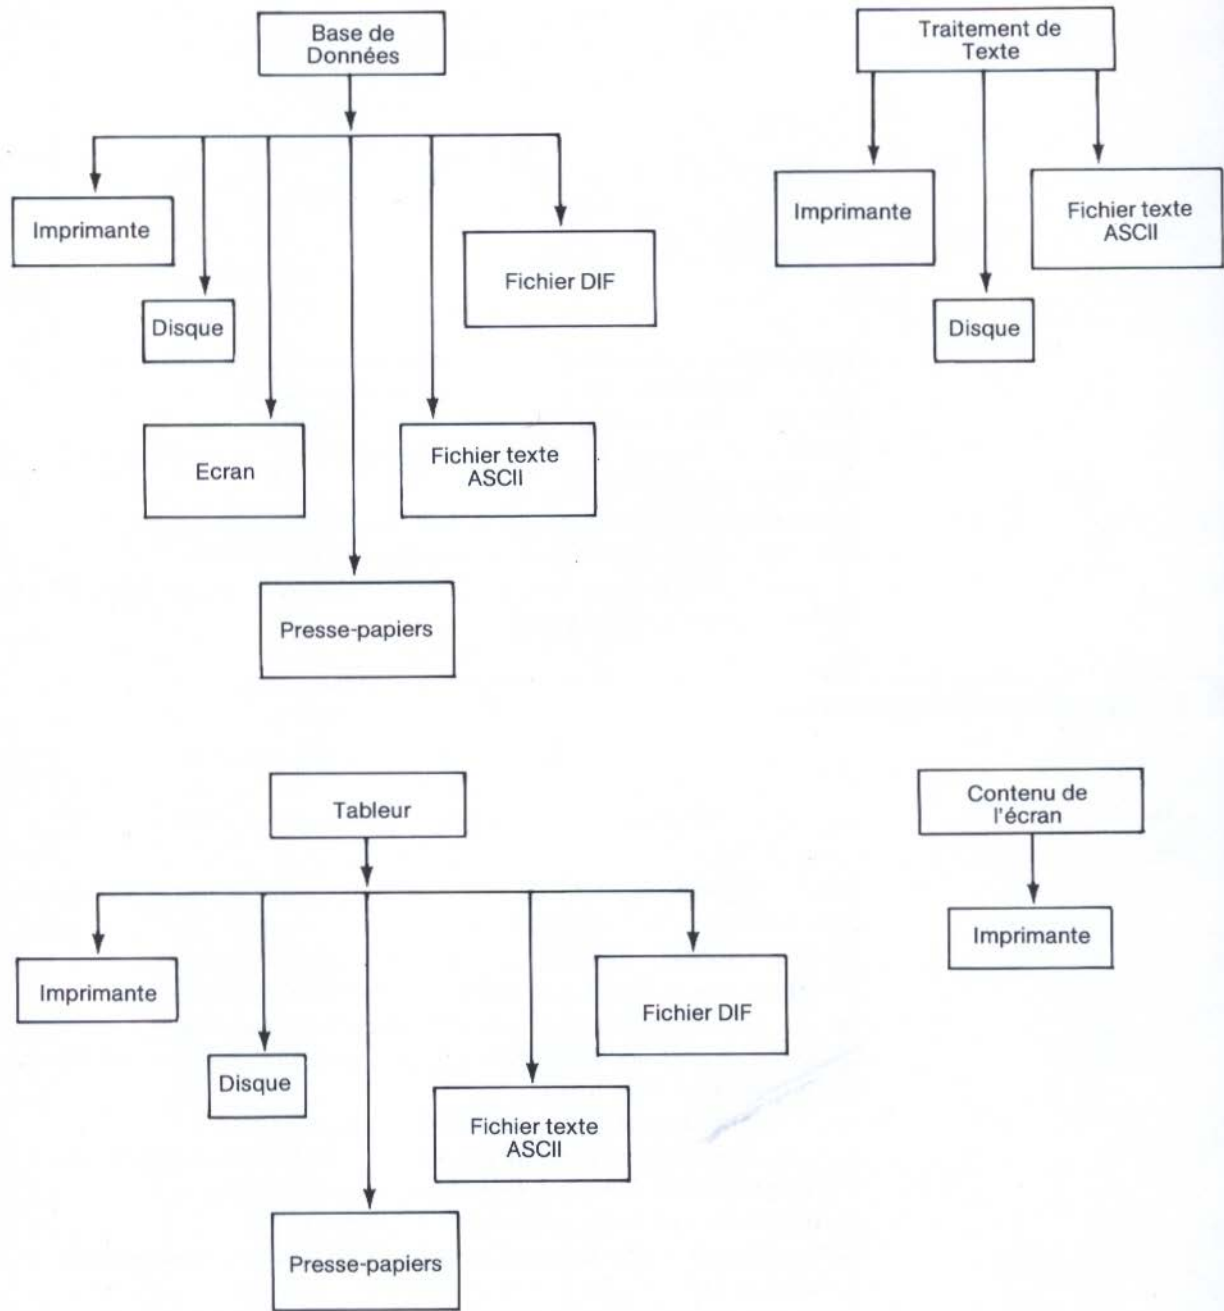 Base de
Données
Imprimante
Disque
Ecran
Presse-papiers
Fichier texte
ASCII
Fichier DIF
Traitement de
Texte
Imprimante
Disque
Fichier texte
ASCII
Tableur
Imprimante
Disque
Presse-papiers
Fichier texte
ASCII
Fichier DIF
Contenu de
l'écran
Imprimante